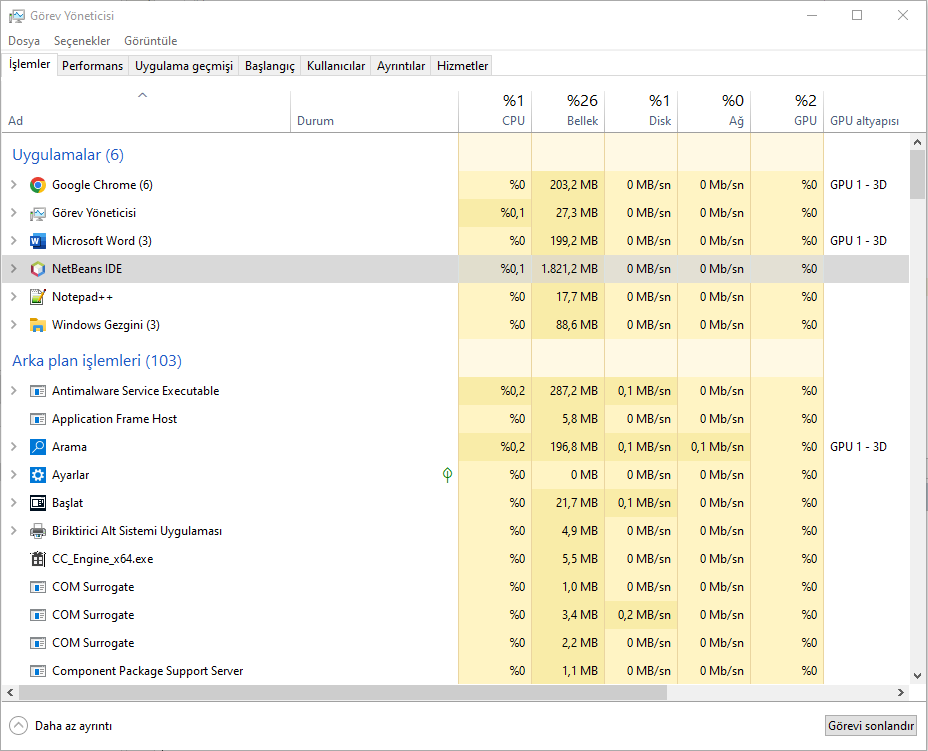 Görev Yöneticisi
Dosya Seçenekler Görüntüle
İşlemler Performans Uygulama geçmişi Başlangıç Kullanıcılar Ayrıntılar Hizmetler
%1 %26 %1 %0 %2
Ad Durum CPU Bellek Disk Ağ GPU GPU altyapısı
Uygulamalar (6)
Google Chrome (6) %0 203,2 MB 0 MB/sn 0 Mb/sn %0 GPU 1 - 3D
Görev Yöneticisi %0,1 27,3 MB 0 MB/sn 0 Mb/sn %0
Microsoft Word (3) %0 199,2 MB 0 MB/sn 0 Mb/sn %0 GPU 1 - 3D
NetBeans IDE %0,1 1.821,2 MB 0 MB/sn 0 Mb/sn %0
Notepad++ %0 17,7 MB 0 MB/sn 0 Mb/sn %0
Windows Gezgini (3) %0 88,6 MB 0 MB/sn 0 Mb/sn %0
Arka plan işlemleri (103)
Antimalware Service Executable %0,2 287,2 MB 0,1 MB/sn 0 Mb/sn %0
Application Frame Host %0 5,8 MB 0 MB/sn 0 Mb/sn %0
Arama %0,2 196,8 MB 0,1 MB/sn 0,1 Mb/sn %0 GPU 1 - 3D
Ayarlar %0 0 MB 0 MB/sn 0 Mb/sn %0
Başlat %0 21,7 MB 0,1 MB/sn 0 Mb/sn %0
Biriktirici Alt Sistemi Uygulaması %0 4,9 MB 0 MB/sn 0 Mb/sn %0
CC_Engine_x64.exe %0 5,5 MB 0 MB/sn 0 Mb/sn %0
COM Surrogate %0 1,0 MB 0 MB/sn 0 Mb/sn %0
COM Surrogate %0 3,4 MB 0,2 MB/sn 0 Mb/sn %0
COM Surrogate %0 2,2 MB 0 MB/sn 0 Mb/sn %0
Component Package Support Server %0 1,1 MB 0 MB/sn 0 Mb/sn %0
Daha az ayrıntı Görevi sonlandır